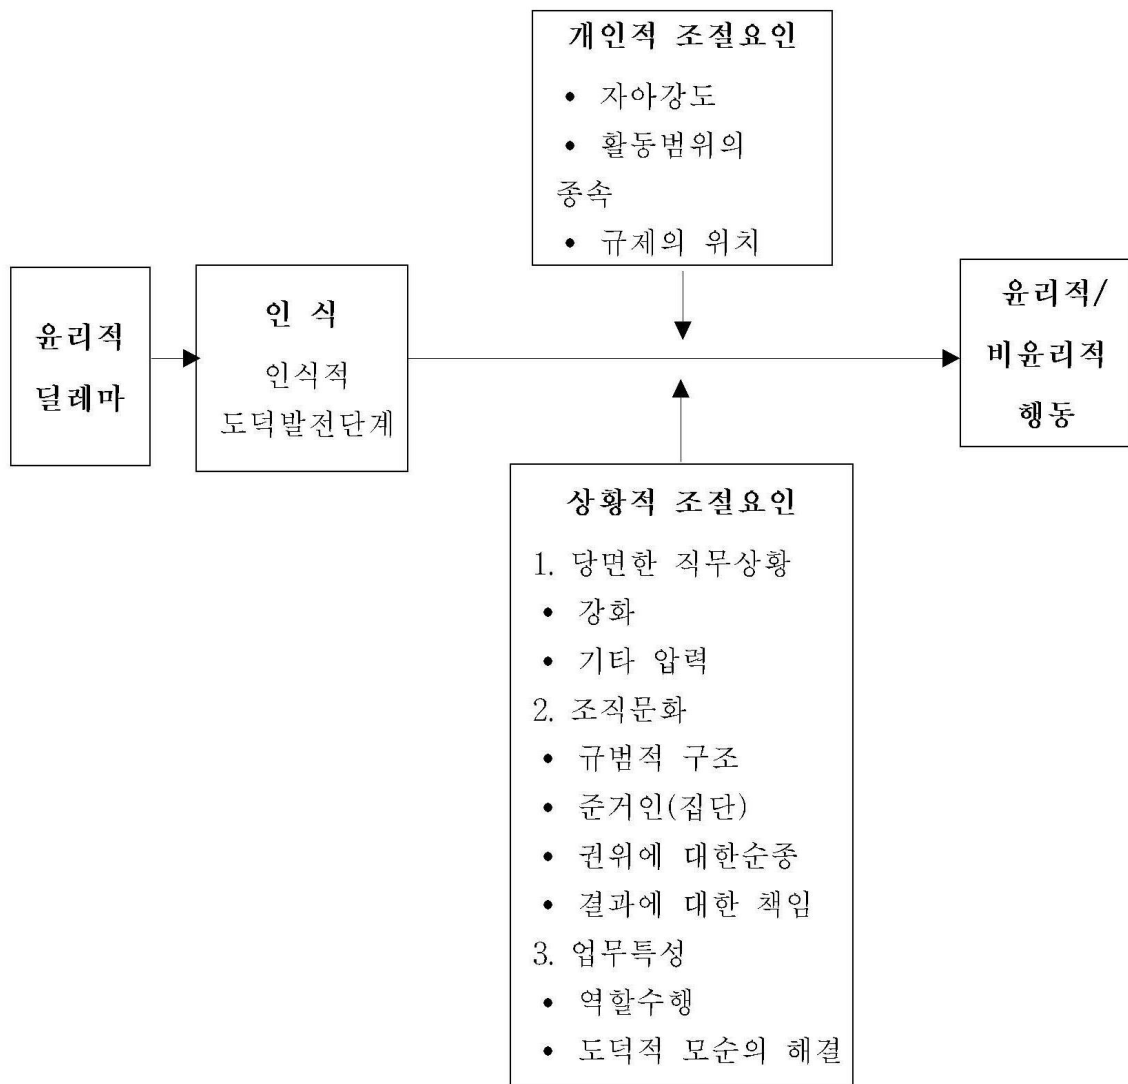 개인적 조절요인
• 자아강도
• 활동범위의
종속
• 규제의 위치
윤리적
딜레마
인 식
인식적
도덕발전단계
윤리적/
비윤리적
행동
상황적 조절요인
1. 당면한 직무상황
• 강화
• 기타 압력
2. 조직문화
• 규범적 구조
• 준거인(집단)
• 권위에 대한순종
• 결과에 대한 책임
3. 업무특성
• 역할수행
• 도덕적 모순의 해결